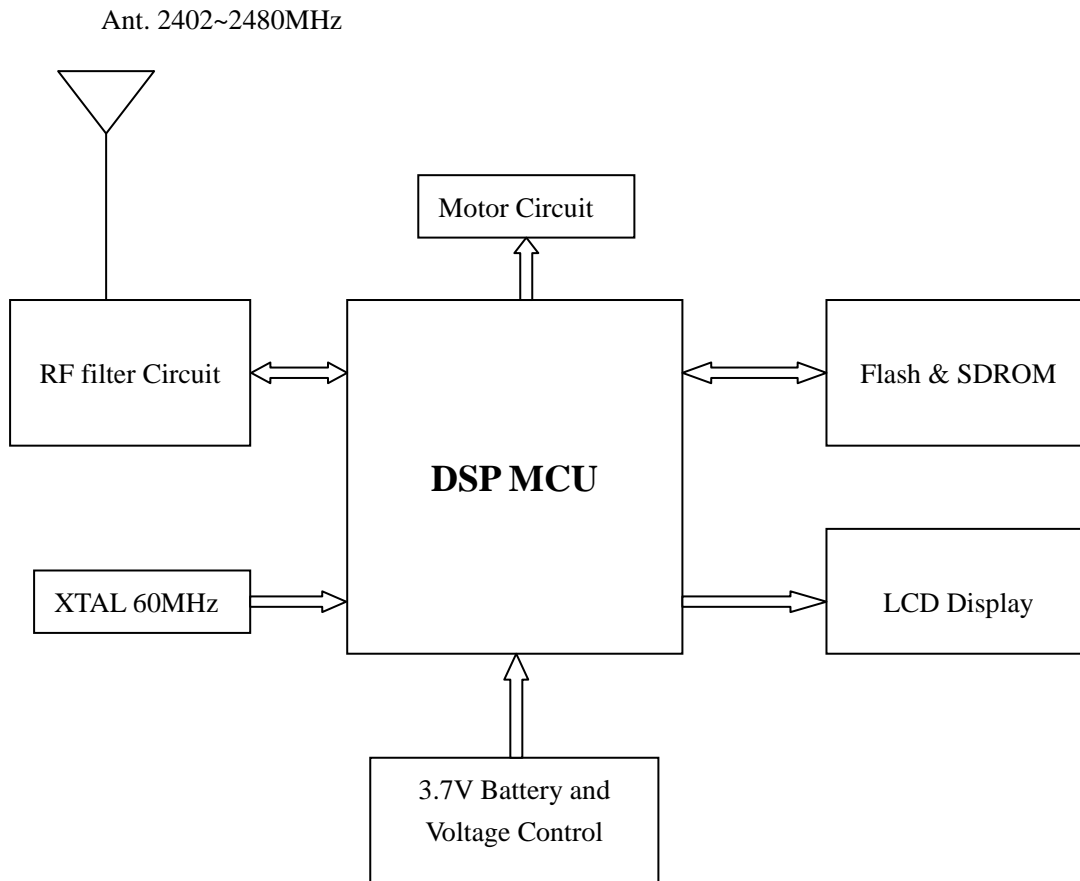 Ant. 2402~2480MHz
Motor Circuit
RF filter Circuit
Flash & SDROM
DSP MCU
XTAL 60MHz
LCD Display
3.7V Battery and
Voltage Control